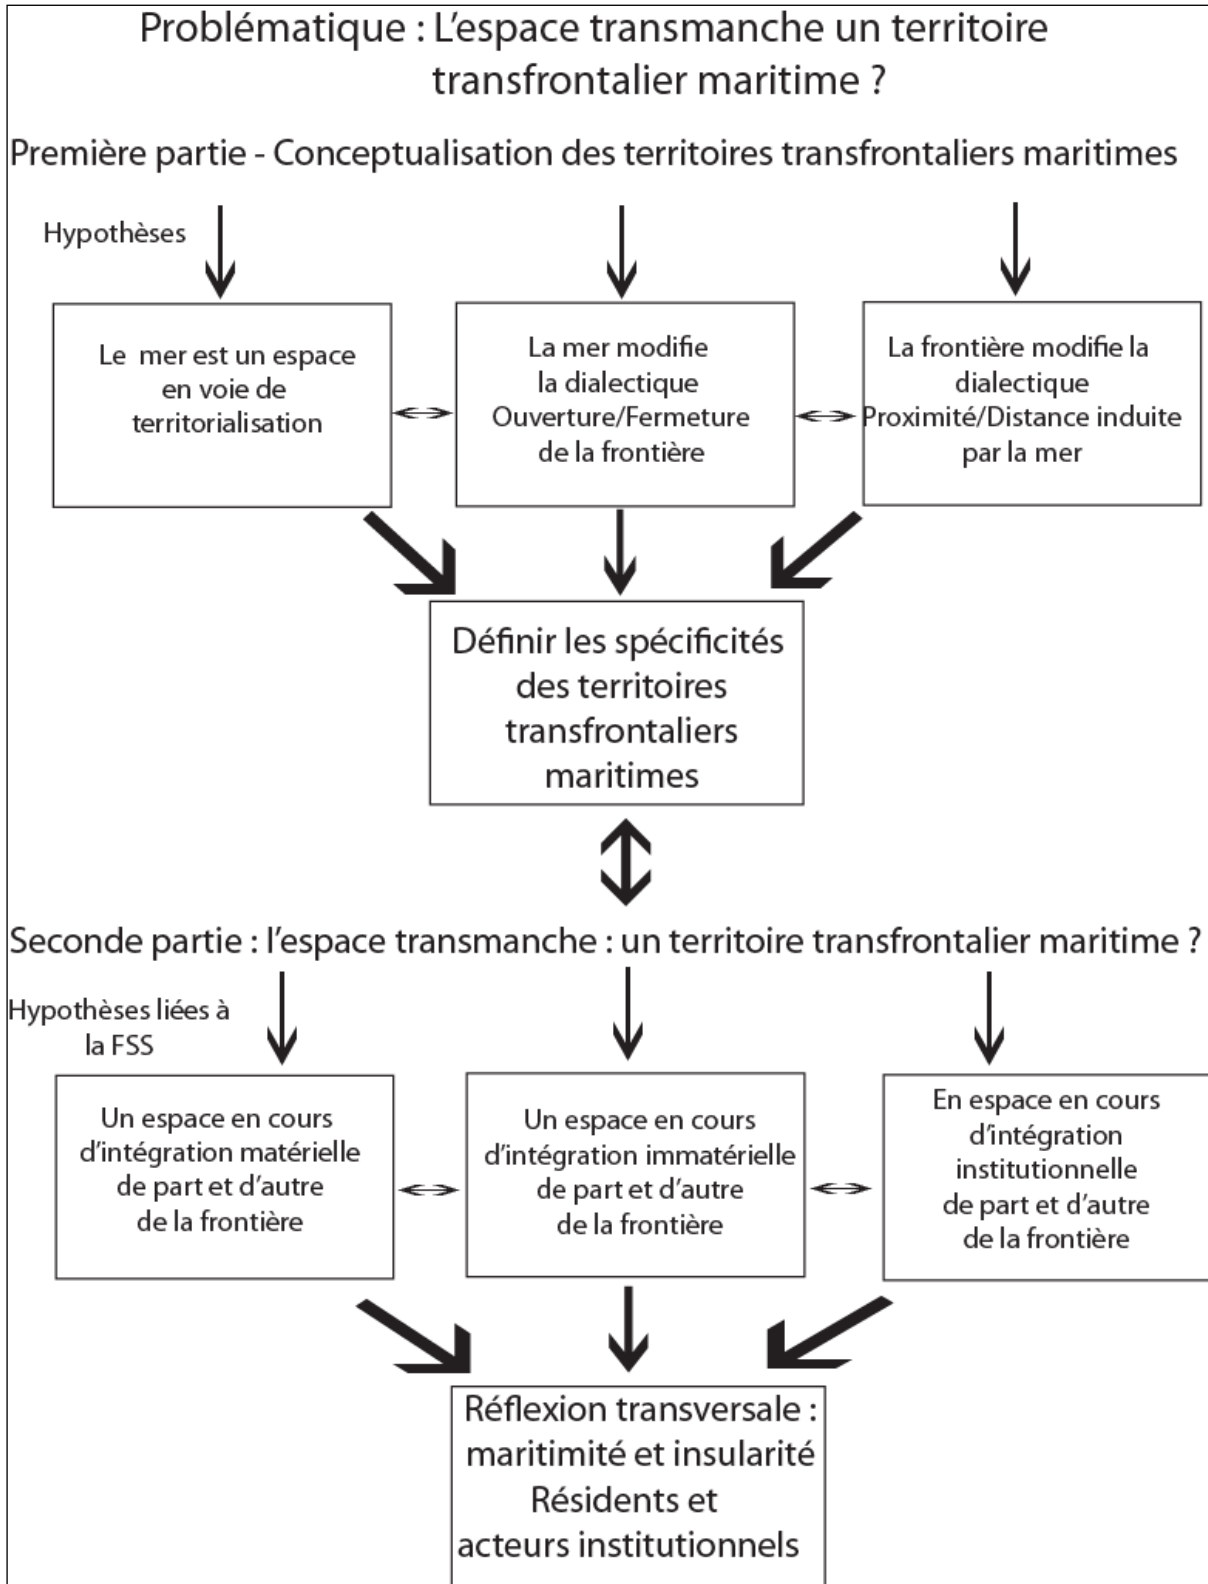 Problématique : L'espace transmanche un territoire
transfrontalier maritime ?
Première partie - Conceptualisation des territoires transfrontaliers maritimes
Hypothèses
Le mer est un espace
en voie de
territorialisation
La mer modifie
la dialectique
Ouverture/Fermeture
de la frontière
La frontière modifie la
dialectique
Proximité/Distance induite
par la mer
Définir les spécificités
des territoires
transfrontaliers
maritimes
Seconde partie : l'espace transmanche : un territoire transfrontalier maritime ?
Hypothèses liées à
la FSS
Un espace en cours
d'intégration matérielle
de part et d'autre
de la frontière
Un espace en cours
d'intégration immatérielle
de part et d'autre
de la frontière
En espace en cours
d'intégration
institutionnelle
de part et d'autre
de la frontière
Réflexion transversale :
maritimité et insularité
Résidents et
acteurs institutionnels